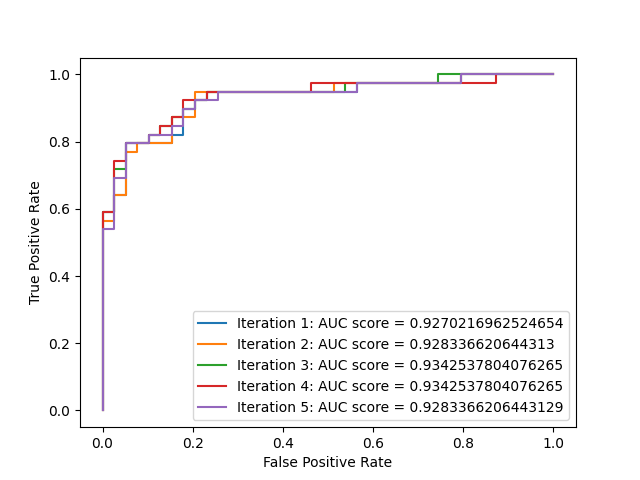 1.0
0.8
0.6
0.4
0.2
0.0
True Positive Rate
Iteration 1: AUC score = 0.9270216962524654
Iteration 2: AUC score = 0.928336620644313
Iteration 3: AUC score = 0.9342537804076265
Iteration 4: AUC score = 0.9342537804076265
Iteration 5: AUC score = 0.9283366206443129
0.0 0.2 0.4 0.6 0.8 1.0
False Positive Rate